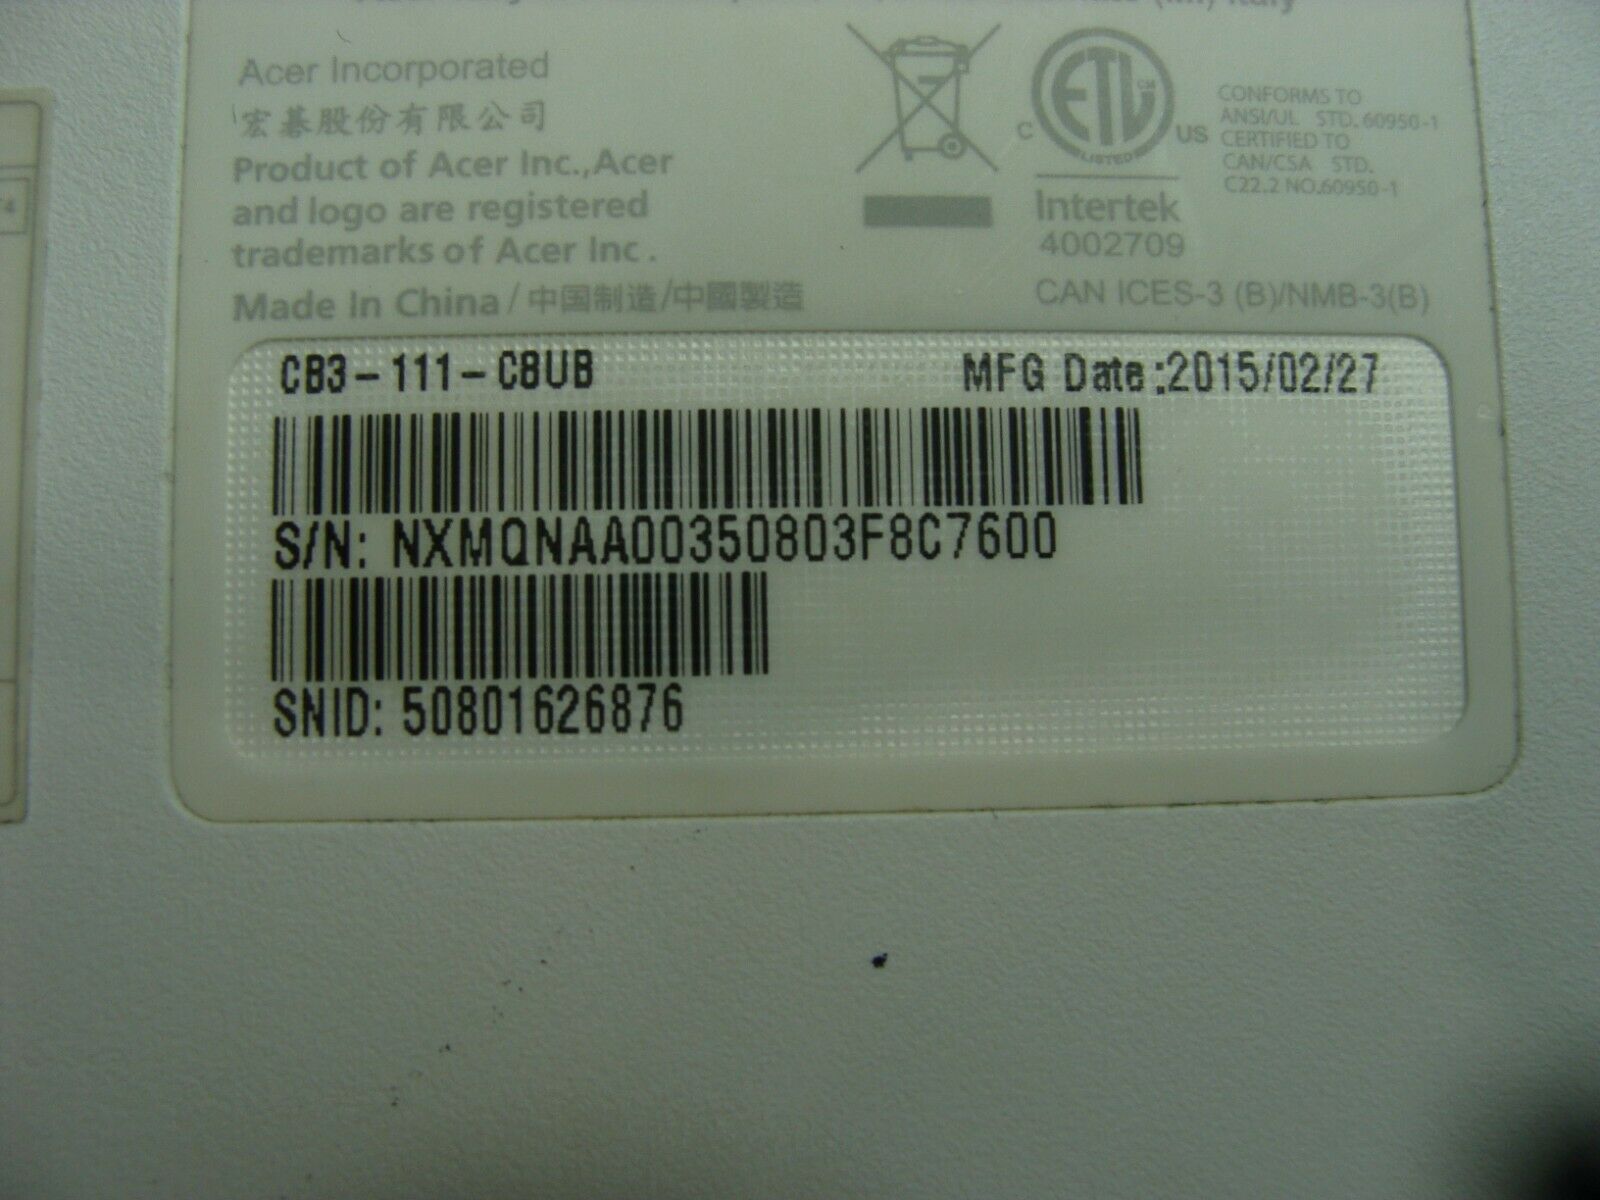 Italy
Acer Incorporated
宏碁股份有限公司
Product of Acer Inc.,Acer
and logo are registered
trademarks of Acer Inc.
Made In China / 中国制造/中國製造
ETL CM
LISTED
C US
Intertek
4002709
CONFORMS TO
ANSI/UL STD. 60950-1
CERTIFIED TO
CAN/CSA STD.
C22.2 NO.60950-1
CAN ICES-3 (B)/NMB-3(B)
CB3-111-C8UB MFG Date:2015/02/27
S/N: NXMQNAA00350803F8C7600
SNID: 50801626876